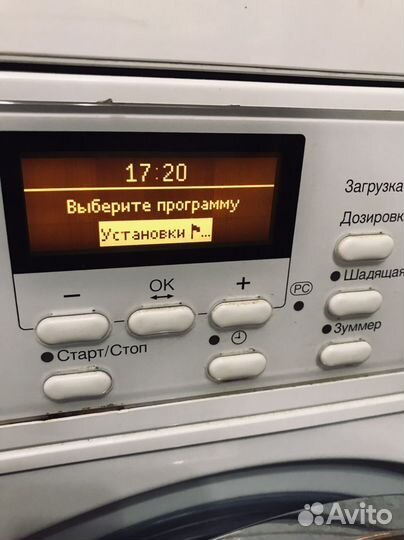 17:20
Выберите программу
Установки...
Загрузка
Дозировк
− OK +
PC
Шадящая
Старт/Стоп
Зуммер
Avito